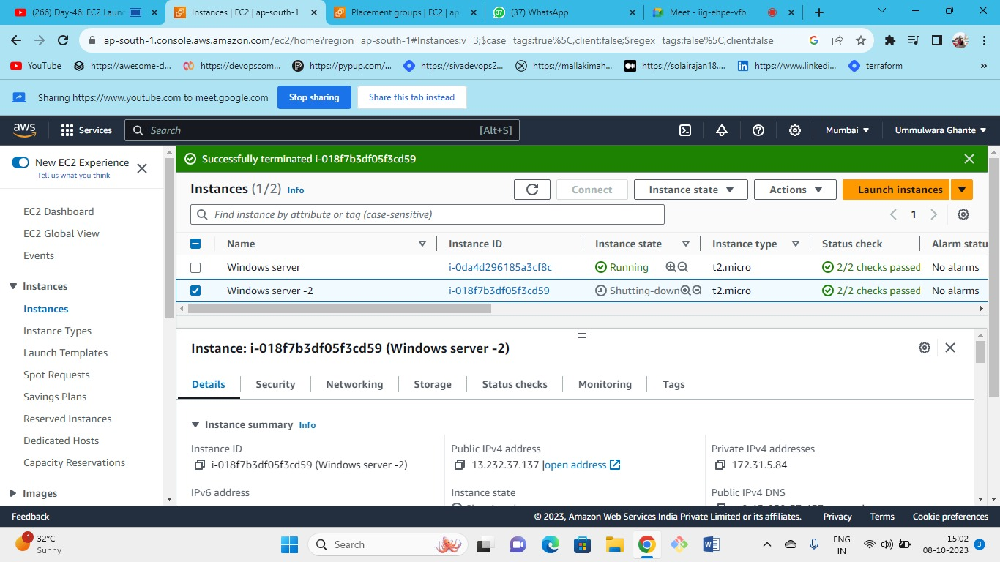 (266) Day-46: EC2 Launc
Instances | EC2 | ap-south-1
Placement groups | EC2 | ap
37
(37) WhatsApp
Meet - iig-ehpe-vfb
ap-south-1.console.aws.amazon.com/ec2/home?region=ap-south-1#Instances:v=3;$case=tags:true%5C,client:false;$regex=tags:false%5C,client:false
YouTube
https://awesome-d...
https://devopscom...
https://pypup.com/...
https://sivadevops2...
https://mallakimah...
https://solairajan18....
https://www.linkedi...
terraform
Sharing https://www.youtube.com to meet.google.com
Stop sharing
Share this tab instead
aws
Services
Search
[Alt+S]
Mumbai
Ummulwara Ghante
New EC2 Experience
Tell us what you think
EC2 Dashboard
EC2 Global View
Events
Instances
Instances
Instance Types
Launch Templates
Spot Requests
Savings Plans
Reserved Instances
Dedicated Hosts
Capacity Reservations
Images
Successfully terminated i-018f7b3df05f3cd59
Instances (1/2) Info
Connect
Instance state
Actions
Launch instances
Find instance by attribute or tag (case-sensitive)
1
Name Instance ID Instance state Instance type Status check Alarm statu
Windows server i-0da4d296185a3cf8c Running t2.micro 2/2 checks passed No alarms
Windows server -2 i-018f7b3df05f3cd59 Shutting-down t2.micro 2/2 checks passed No alarms
Instance: i-018f7b3df05f3cd59 (Windows server -2)
Details Security Networking Storage Status checks Monitoring Tags
Instance summary Info
Instance ID
i-018f7b3df05f3cd59 (Windows server -2)
Public IPv4 address
13.232.37.137 |open address
Private IPv4 addresses
172.31.5.84
IPv6 address
Instance state
Public IPv4 DNS
Feedback
© 2023, Amazon Web Services India Private Limited or its affiliates.
Privacy
Terms
Cookie preferences
1
32°C
Sunny
Search
ENG
IN
15:02
08-10-2023
3